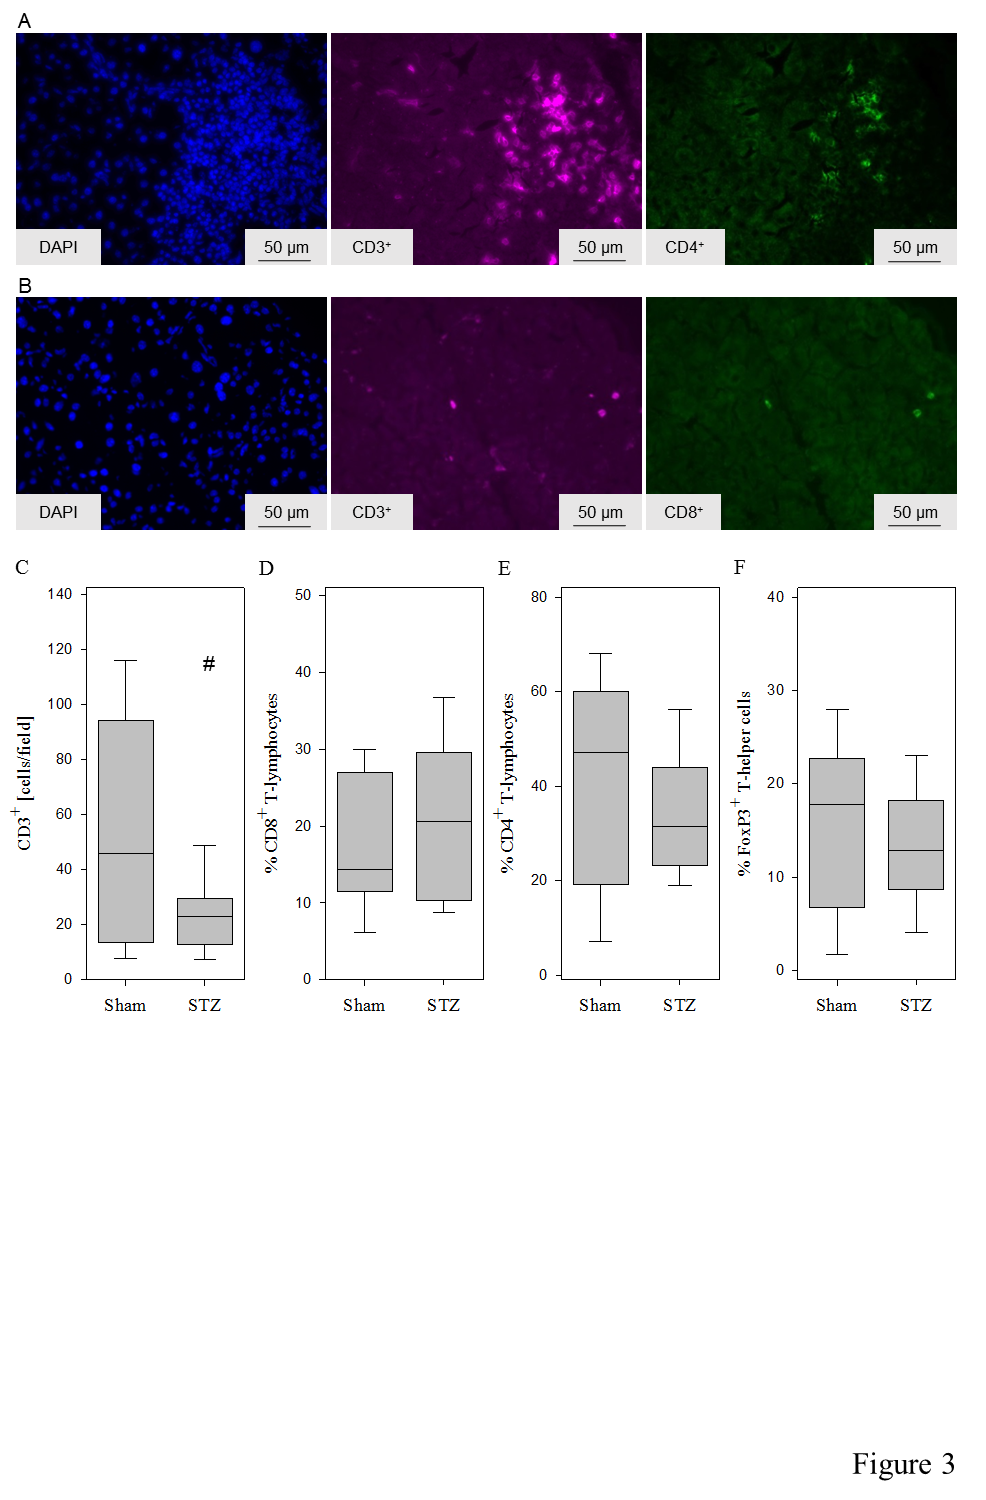 A
DAPI 50 µm CD3⁺ 50 µm CD4⁺ 50 µm
B
DAPI 50 µm CD3⁺ 50 µm CD8⁺ 50 µm
C
CD3⁺ [cells/field]
140
120
100
80
60
40
20
0
#
Sham STZ
D
% CD8⁺ T-lymphocytes
50
40
30
20
10
0
Sham STZ
E
% CD4⁺ T-lymphocytes
80
60
40
20
0
Sham STZ
F
% FoxP3⁺ T-helper cells
40
30
20
10
0
Sham STZ
Figure 3